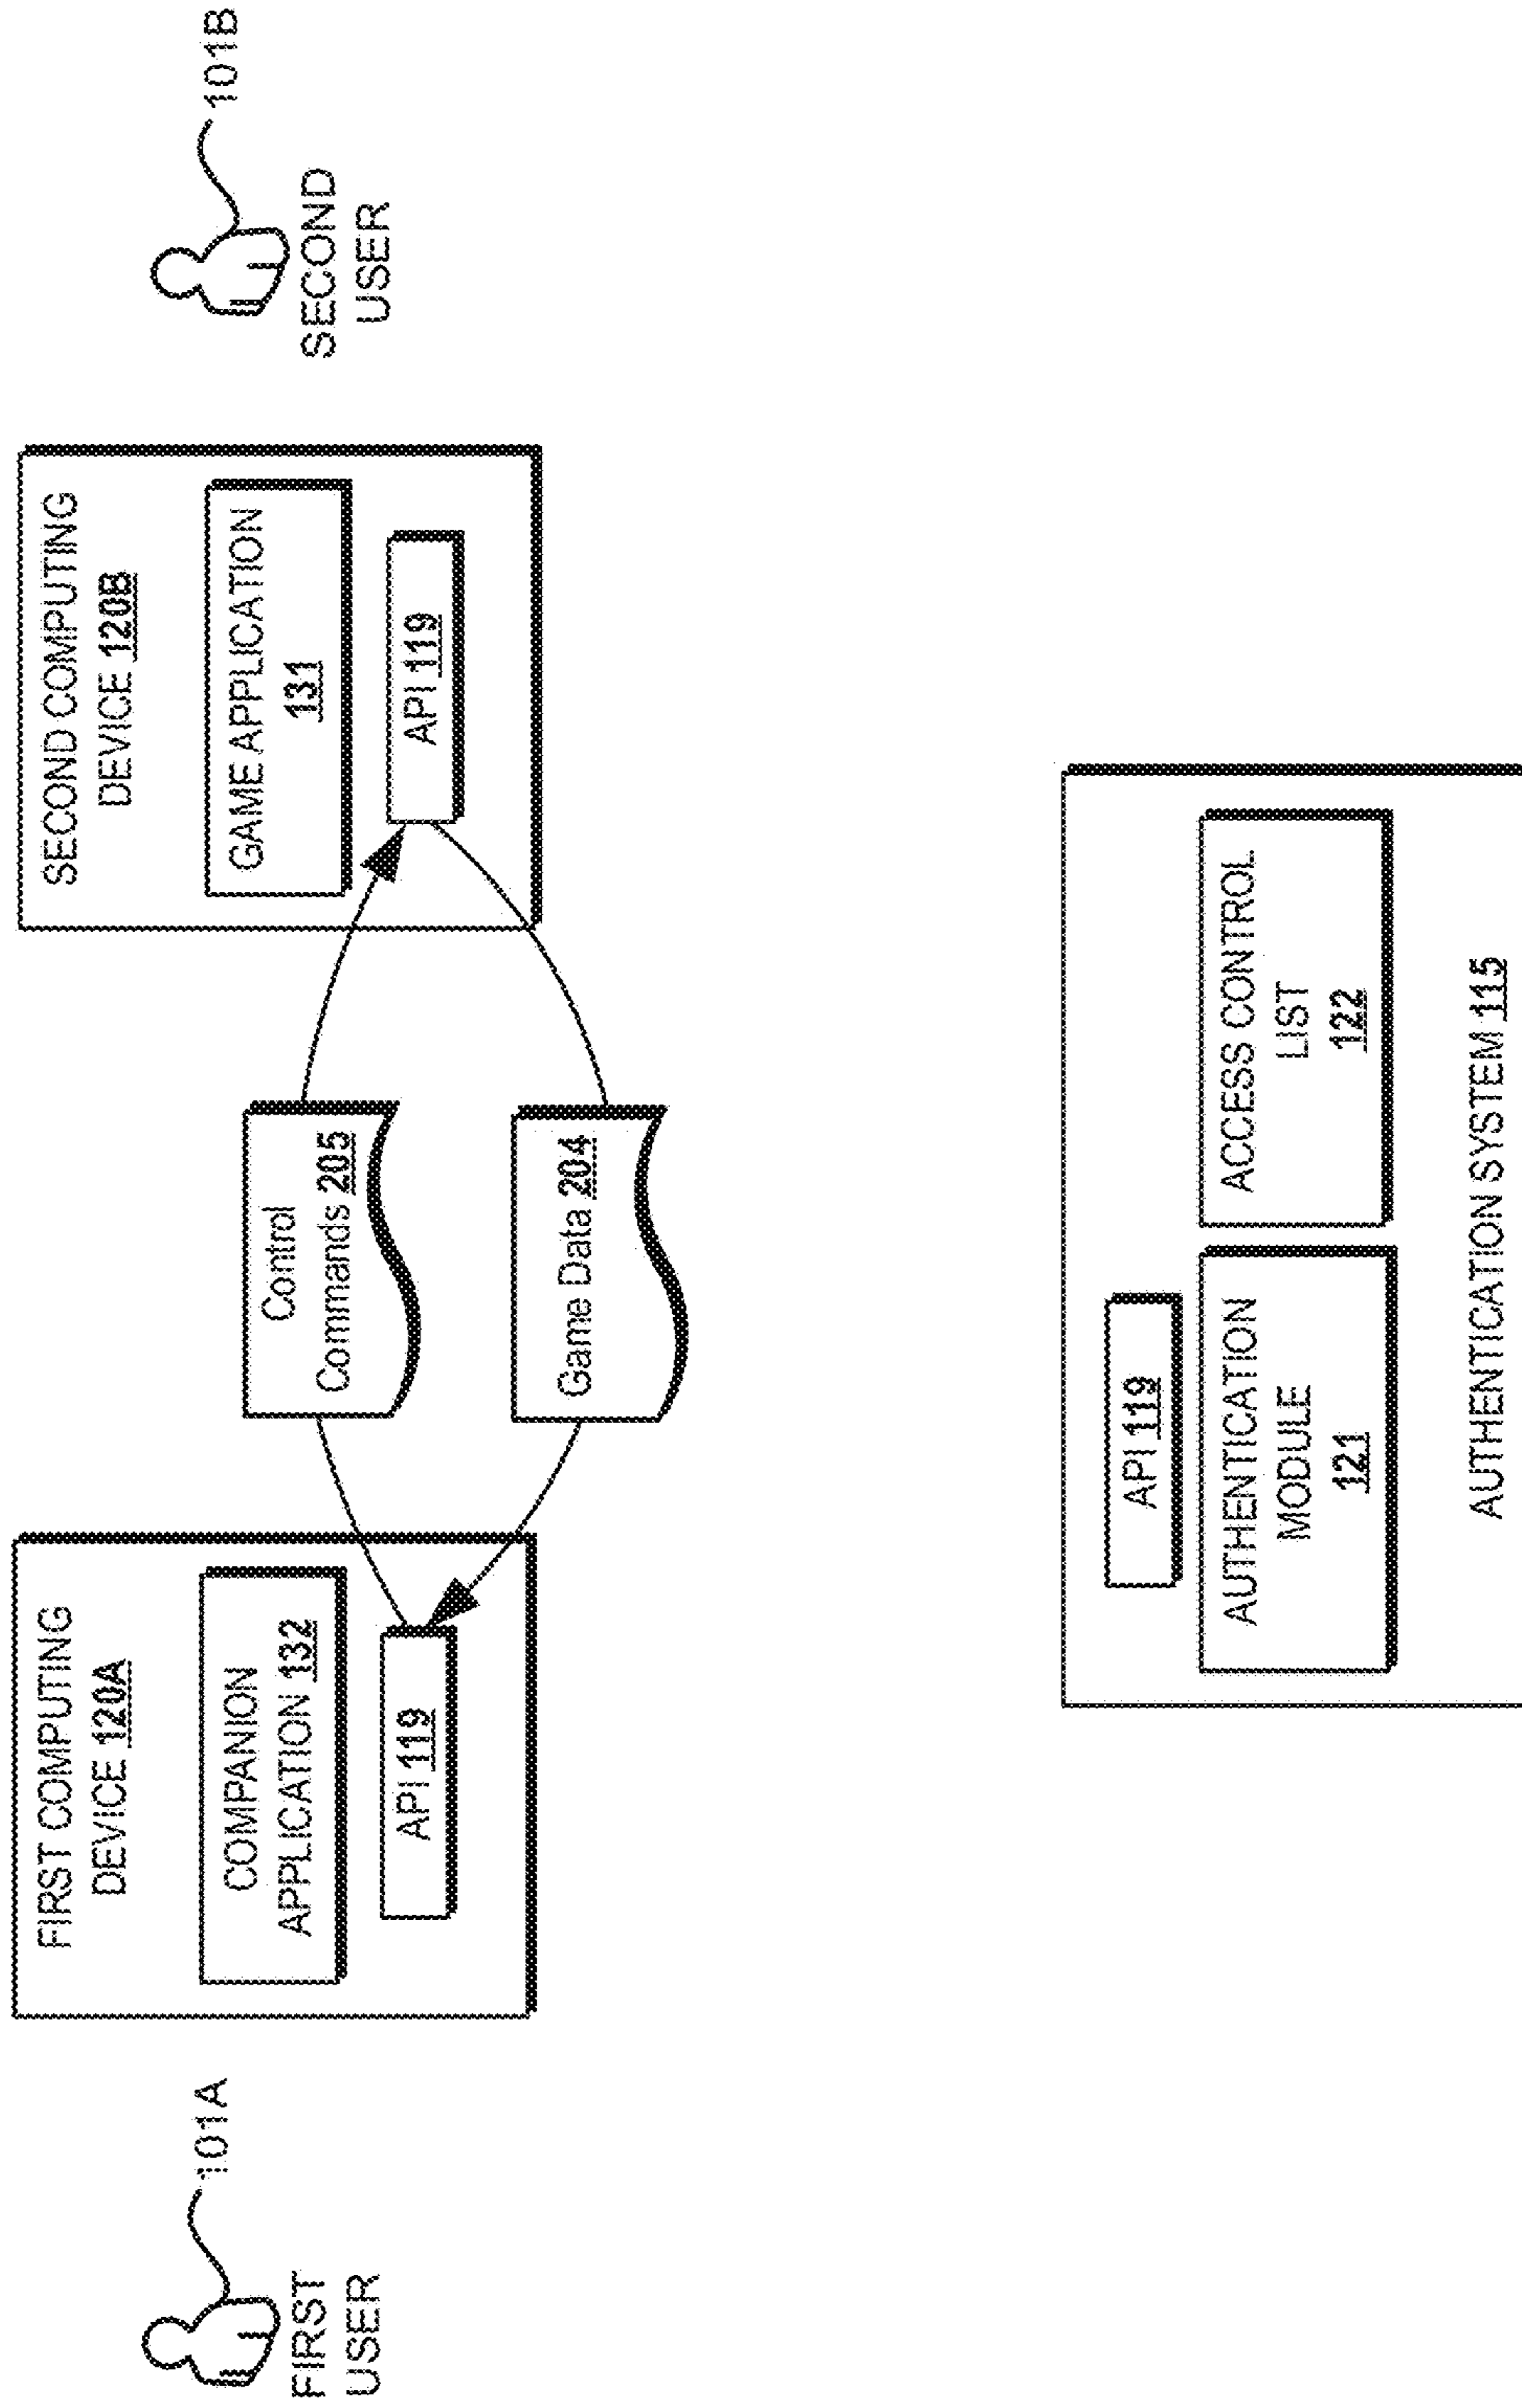 101A
FIRST
USER
FIRST COMPUTING
DEVICE 120A
COMPANION
APPLICATION 132
API 119
Control
Commands 205
Game Data 204
SECOND COMPUTING
DEVICE 120B
GAME APPLICATION
131
API 119
101B
SECOND
USER
API 119
AUTHENTICATION
MODULE
121
ACCESS CONTROL
LIST
122
AUTHENTICATION SYSTEM 115